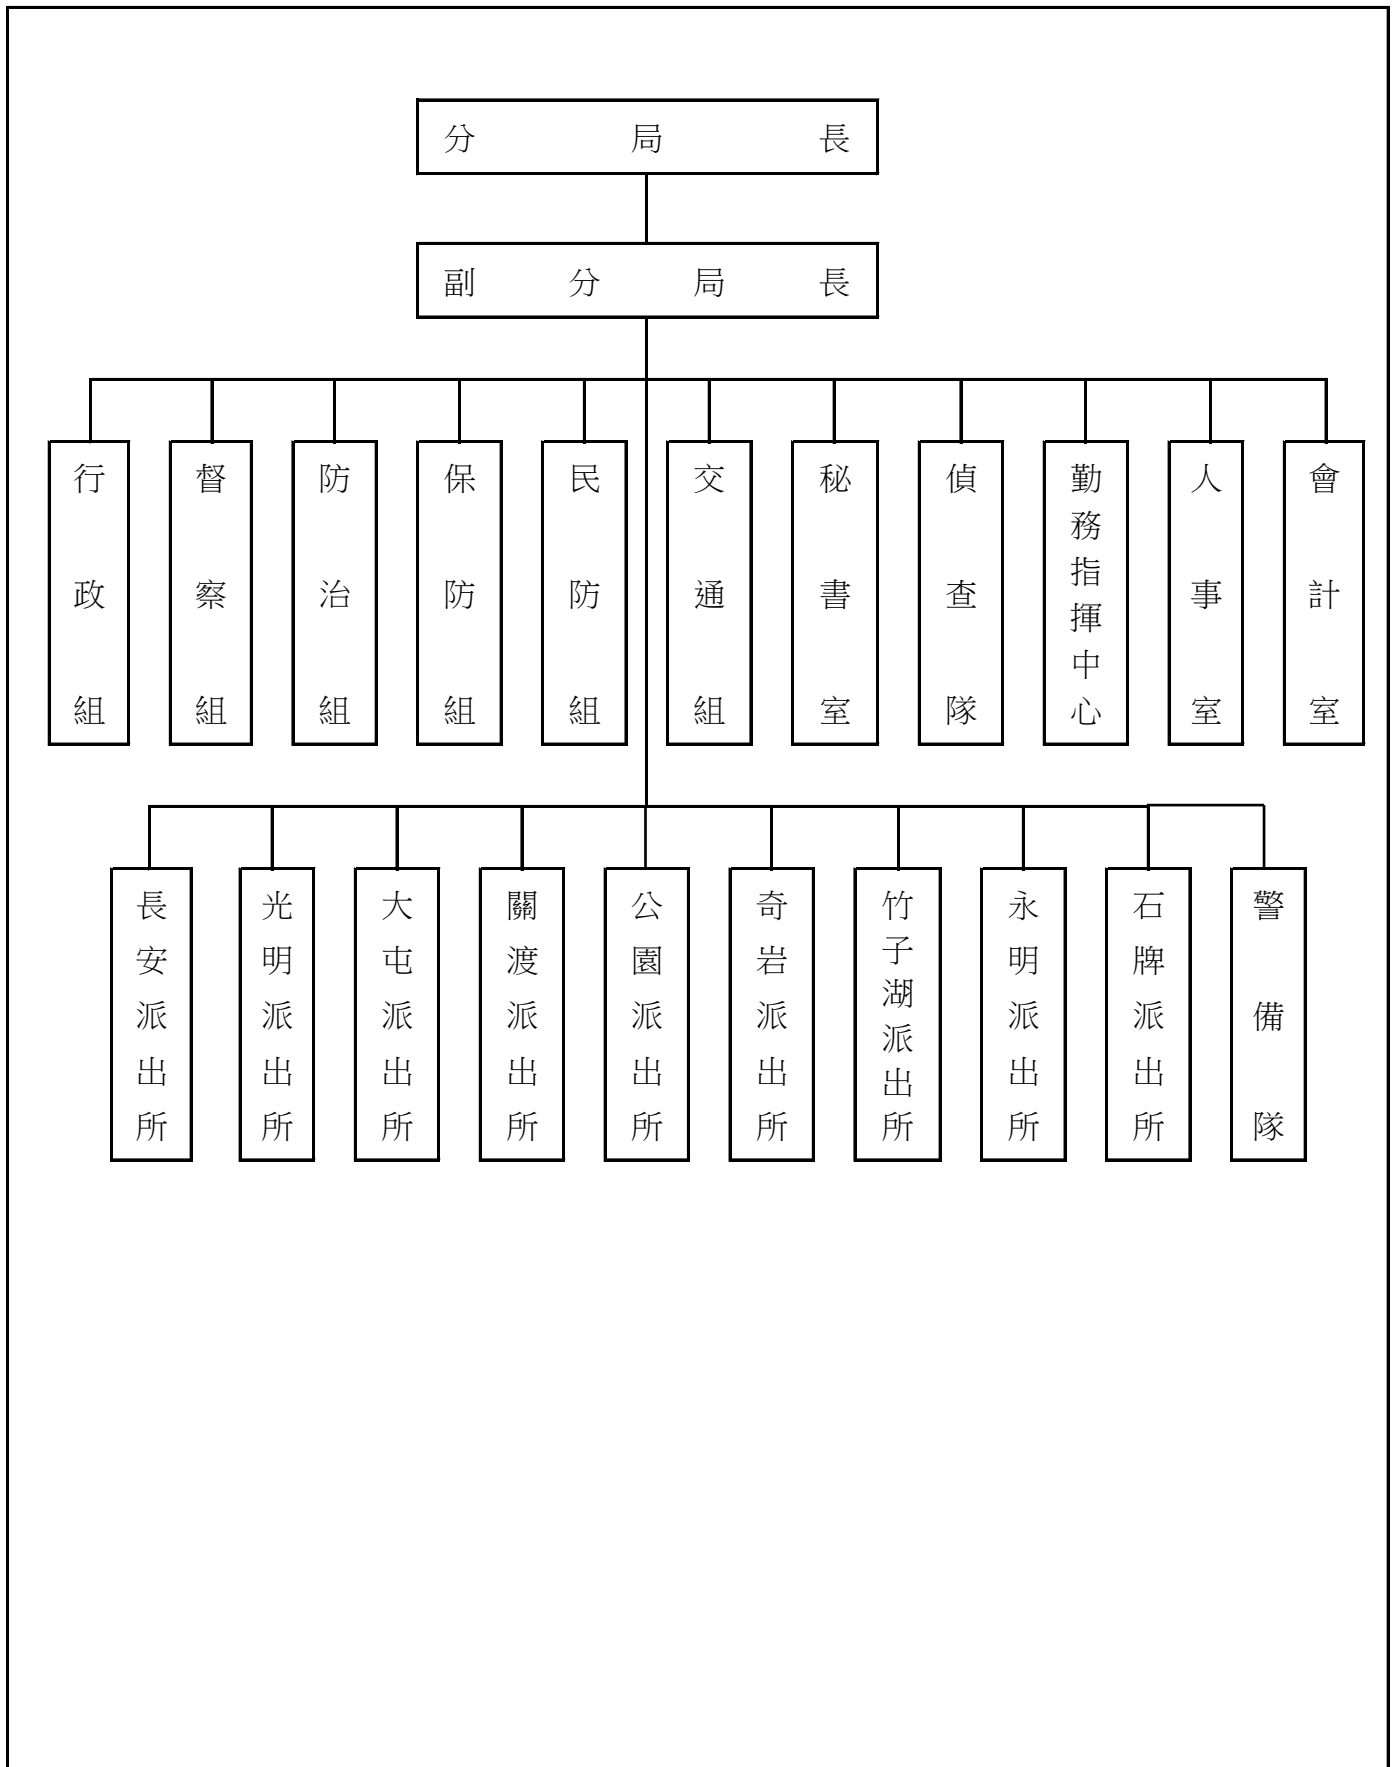 分局長
副分局長
行政組
督察組
防治組
保防組
民防組
交通組
秘書室
偵查隊
勤務指揮中心
人事室
會計室
長安派出所
光明派出所
大屯派出所
關渡派出所
公園派出所
奇岩派出所
竹子湖派出所
永明派出所
石牌派出所
警備隊